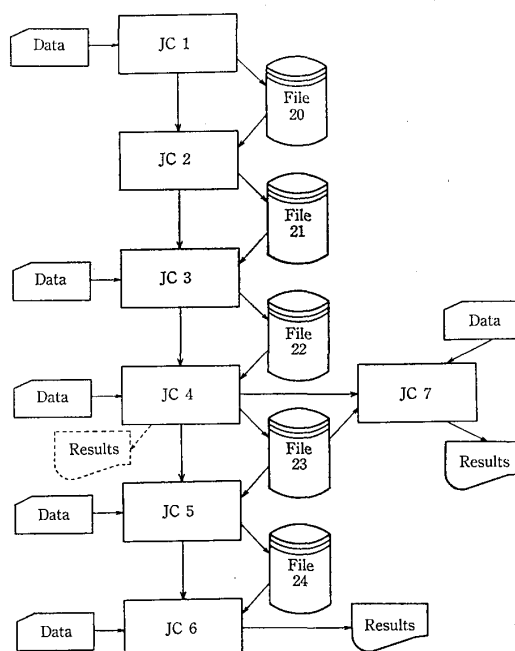 Data
JC 1
File
20
JC 2
File
21
Data
JC 3
File
22
Data
Data
JC 4
JC 7
Results
File
23
Results
Data
JC 5
File
24
Data
JC 6
Results